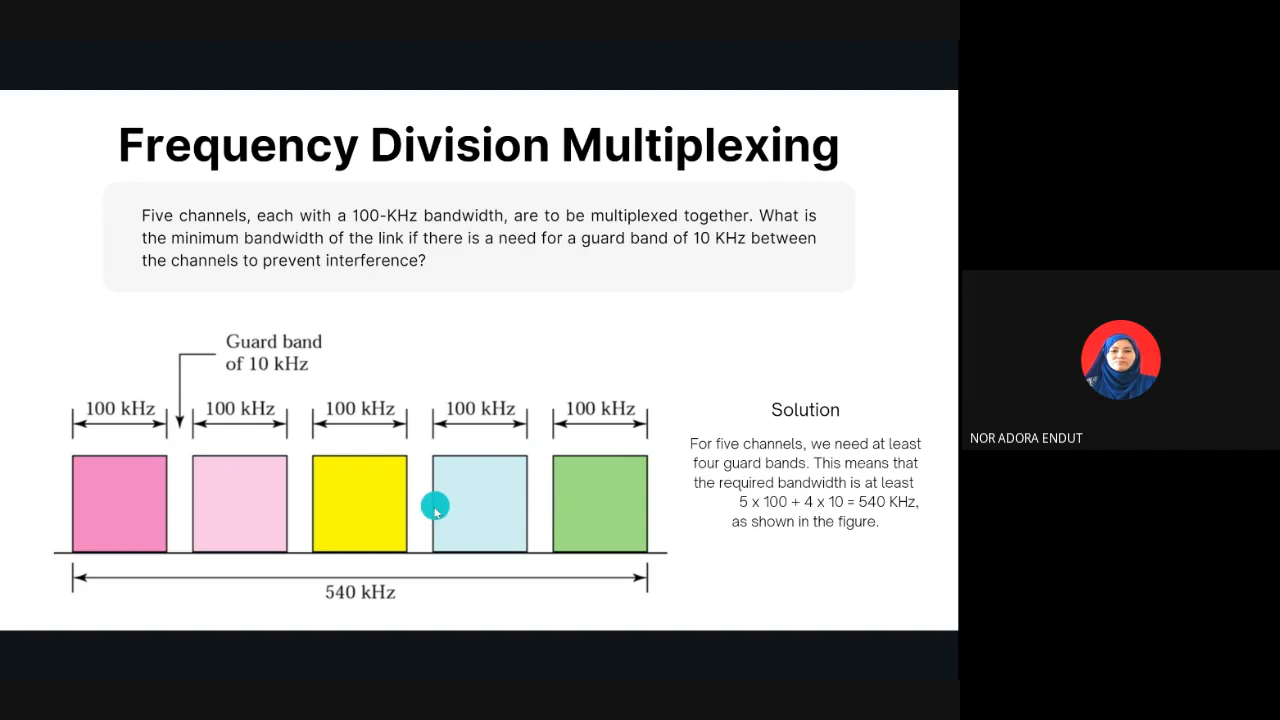 Frequency Division Multiplexing
Five channels, each with a 100-KHz bandwidth, are to be multiplexed together. What is
the minimum bandwidth of the link if there is a need for a guard band of 10 KHz between
the channels to prevent interference?
Guard band
of 10 kHz
100 kHz
100 kHz
100 kHz
100 kHz
100 kHz
540 kHz
Solution
For five channels, we need at least
four guard bands. This means that
the required bandwidth is at least
5 x 100 + 4 x 10 = 540 KHz,
as shown in the figure.
NOR ADORA ENDUT